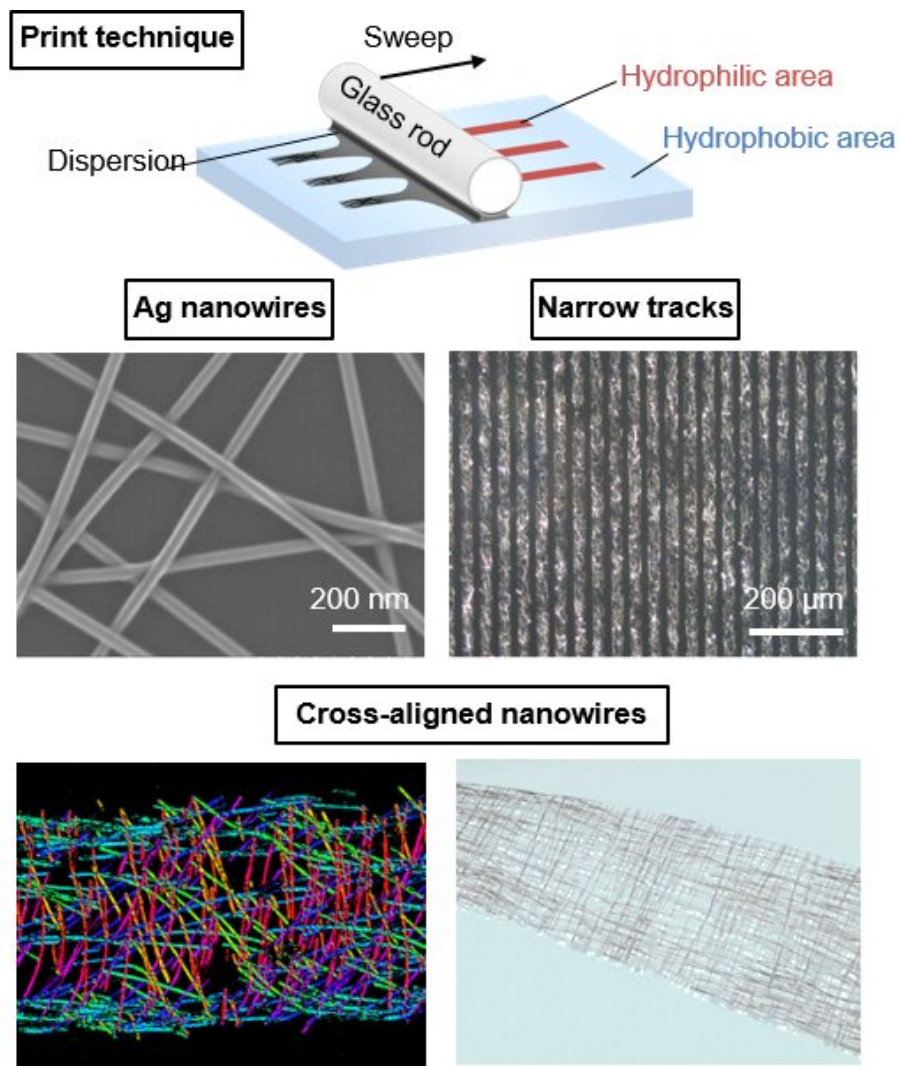 Print technique
Sweep
Glass rod
Hydrophilic area
Hydrophobic area
Dispersion
Ag nanowires
Narrow tracks
200 nm
200 µm
Cross-aligned nanowires